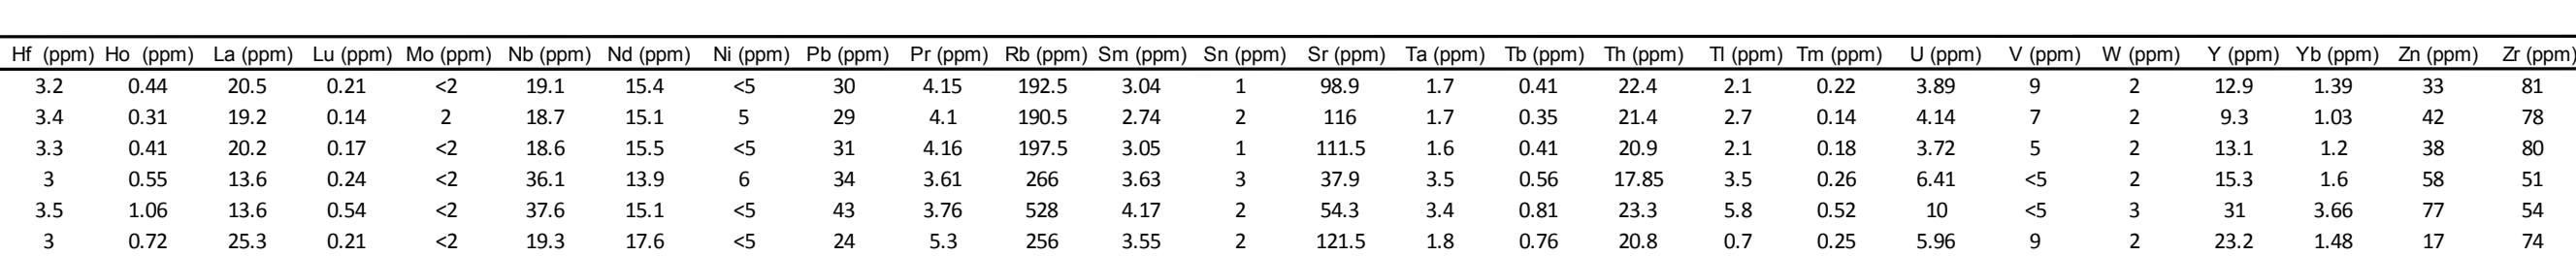 Hf (ppm) Ho (ppm) La (ppm) Lu (ppm) Mo (ppm) Nb (ppm) Nd (ppm) Ni (ppm) Pb (ppm) Pr (ppm) Rb (ppm) Sm (ppm) Sn (ppm) Sr (ppm) Ta (ppm) Tb (ppm) Th (ppm) Tl (ppm) Tm (ppm) U (ppm) V (ppm) W (ppm) Y (ppm) Yb (ppm) Zn (ppm) Zr (ppm)
3.2 0.44 20.5 0.21 <2 19.1 15.4 <5 30 4.15 192.5 3.04 1 98.9 1.7 0.41 22.4 2.1 0.22 3.89 9 2 12.9 1.39 33 81
3.4 0.31 19.2 0.14 2 18.7 15.1 5 29 4.1 190.5 2.74 2 116 1.7 0.35 21.4 2.7 0.14 4.14 7 2 9.3 1.03 42 78
3.3 0.41 20.2 0.17 <2 18.6 15.5 <5 31 4.16 197.5 3.05 1 111.5 1.6 0.41 20.9 2.1 0.18 3.72 5 2 13.1 1.2 38 80
3 0.55 13.6 0.24 <2 36.1 13.9 6 34 3.61 266 3.63 3 37.9 3.5 0.56 17.85 3.5 0.26 6.41 <5 2 15.3 1.6 58 51
3.5 1.06 13.6 0.54 <2 37.6 15.1 <5 43 3.76 528 4.17 2 54.3 3.4 0.81 23.3 5.8 0.52 10 <5 3 31 3.66 77 54
3 0.72 25.3 0.21 <2 19.3 17.6 <5 24 5.3 256 3.55 2 121.5 1.8 0.76 20.8 0.7 0.25 5.96 9 2 23.2 1.48 17 74